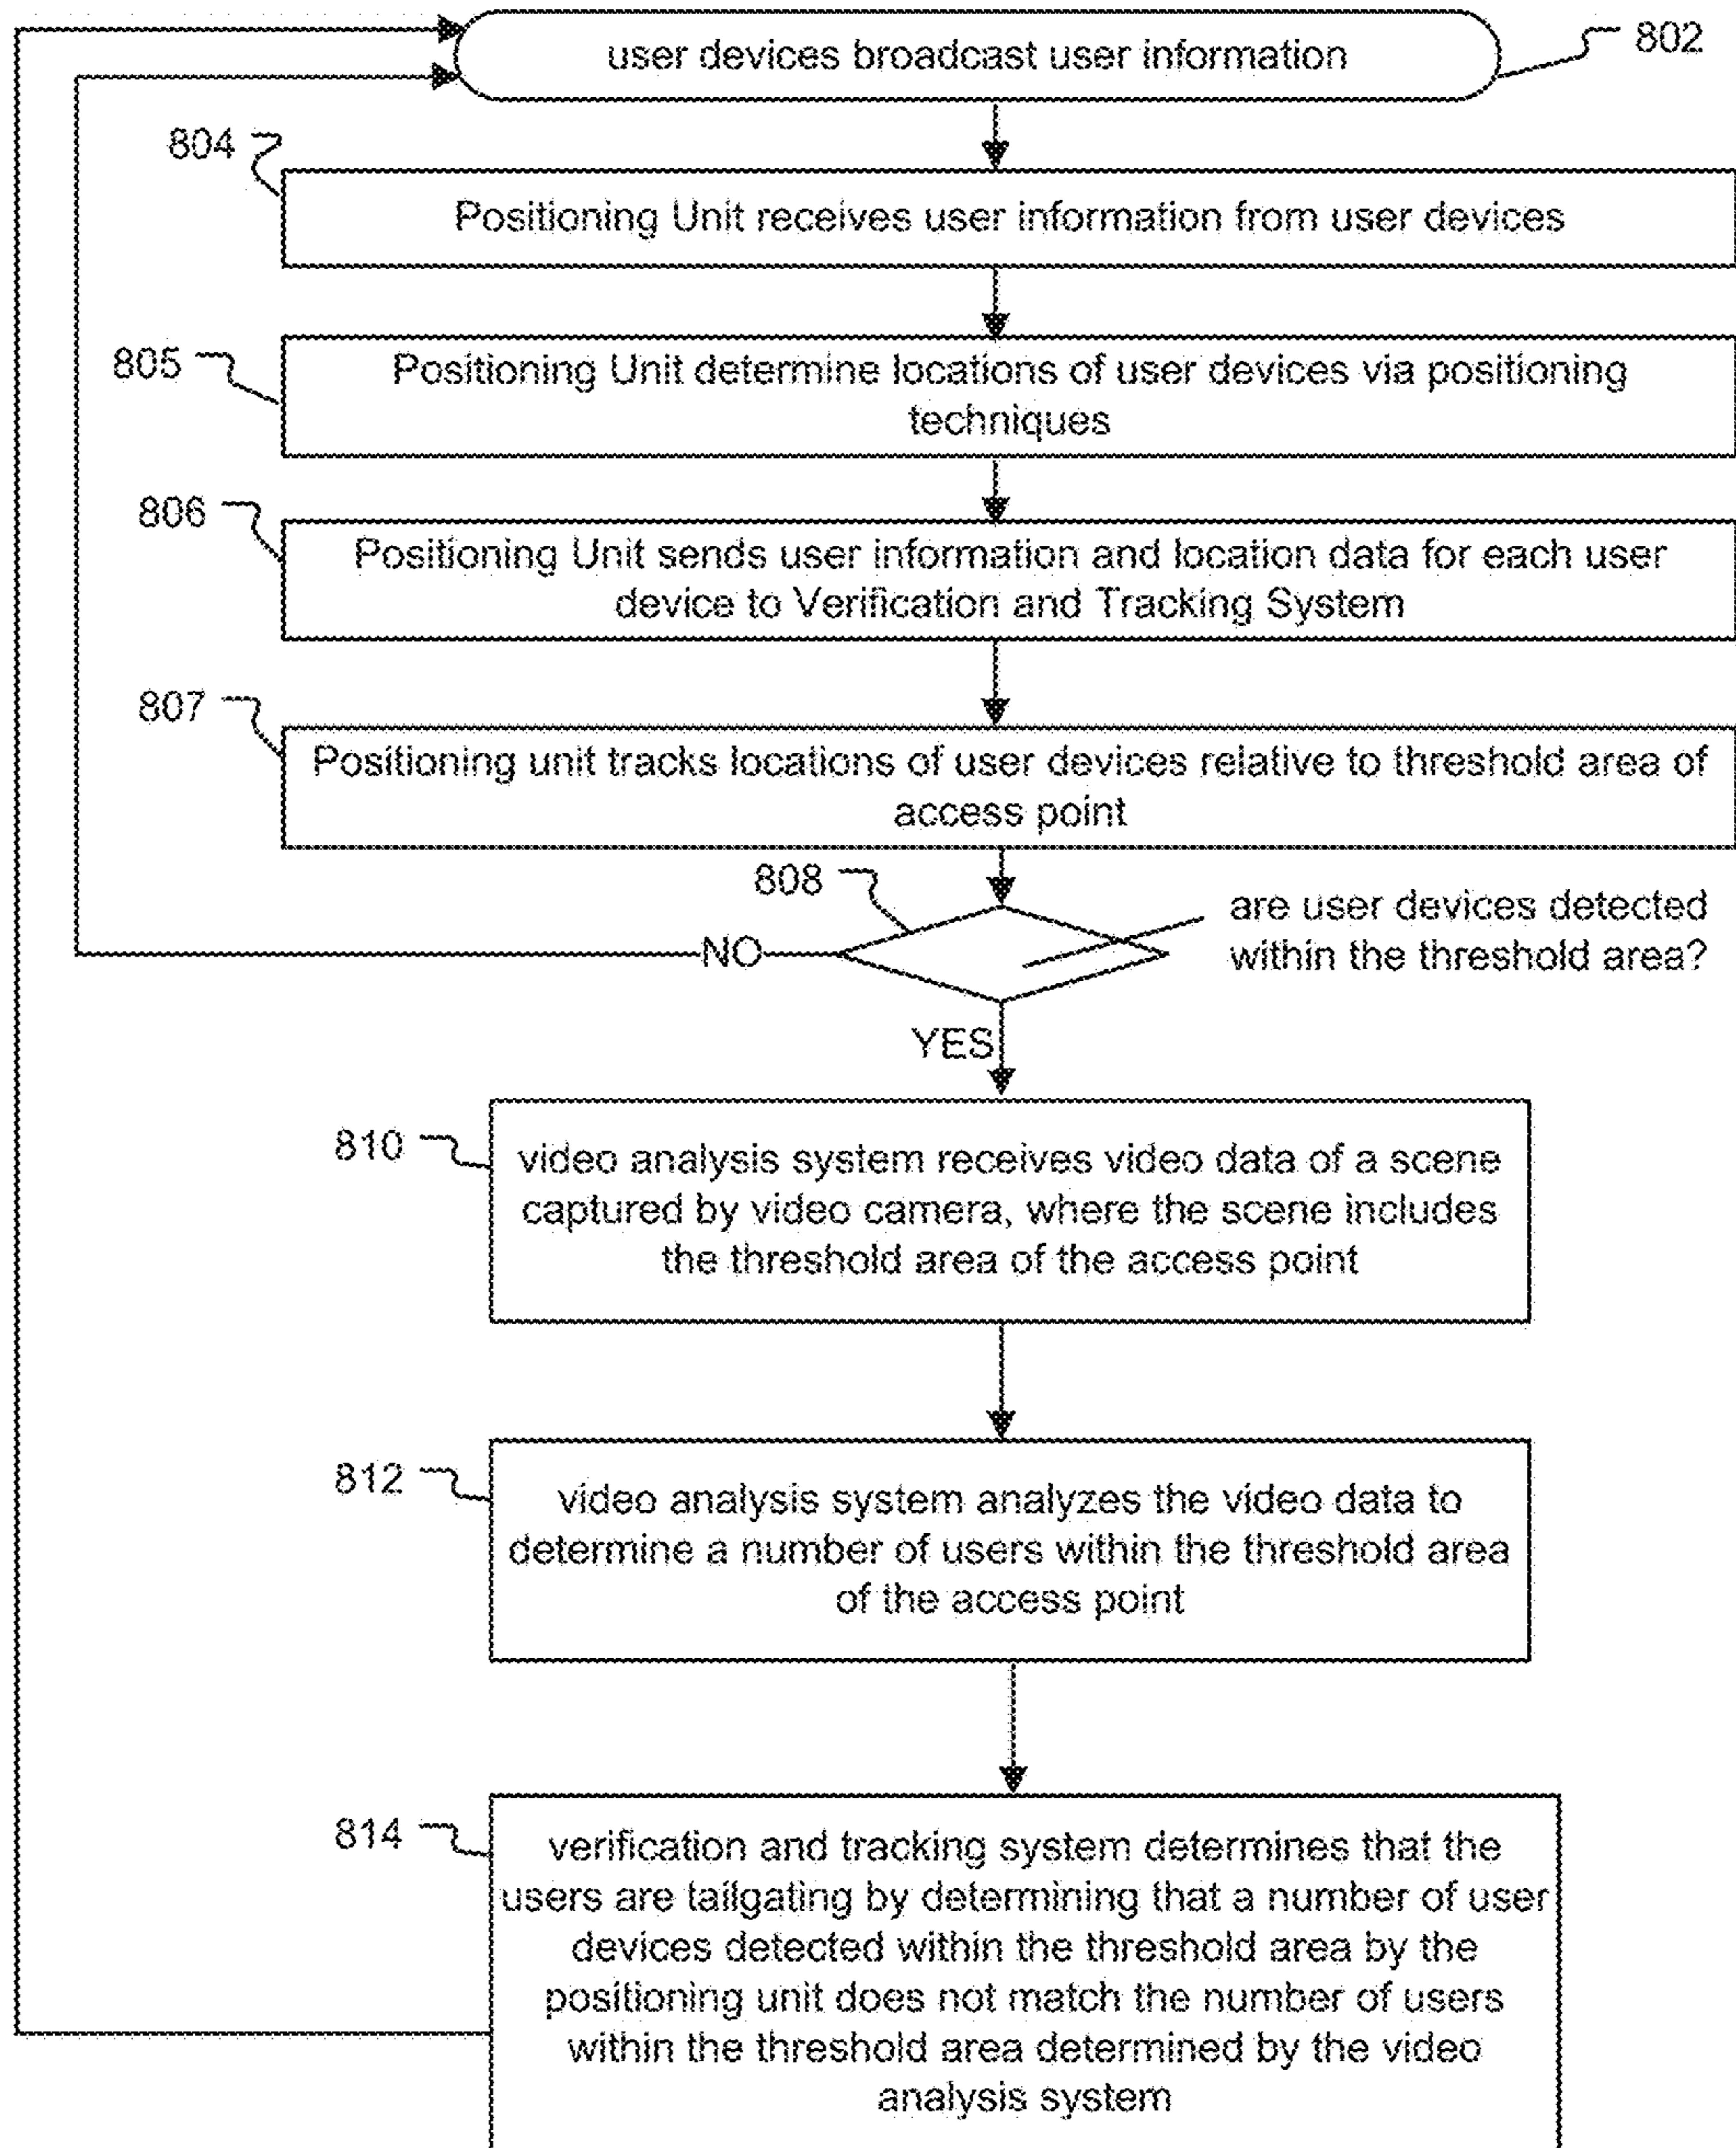 user devices broadcast user information
802
804
Positioning Unit receives user information from user devices
805
Positioning Unit determine locations of user devices via positioning
techniques
806
Positioning Unit sends user information and location data for each user
device to Verification and Tracking System
807
Positioning unit tracks locations of user devices relative to threshold area of
access point
808
are user devices detected
within the threshold area?
NO
YES
810
video analysis system receives video data of a scene
captured by video camera, where the scene includes
the threshold area of the access point
812
video analysis system analyzes the video data to
determine a number of users within the threshold area
of the access point
814
verification and tracking system determines that the
users are tailgating by determining that a number of user
devices detected within the threshold area by the
positioning unit does not match the number of users
within the threshold area determined by the video
analysis system